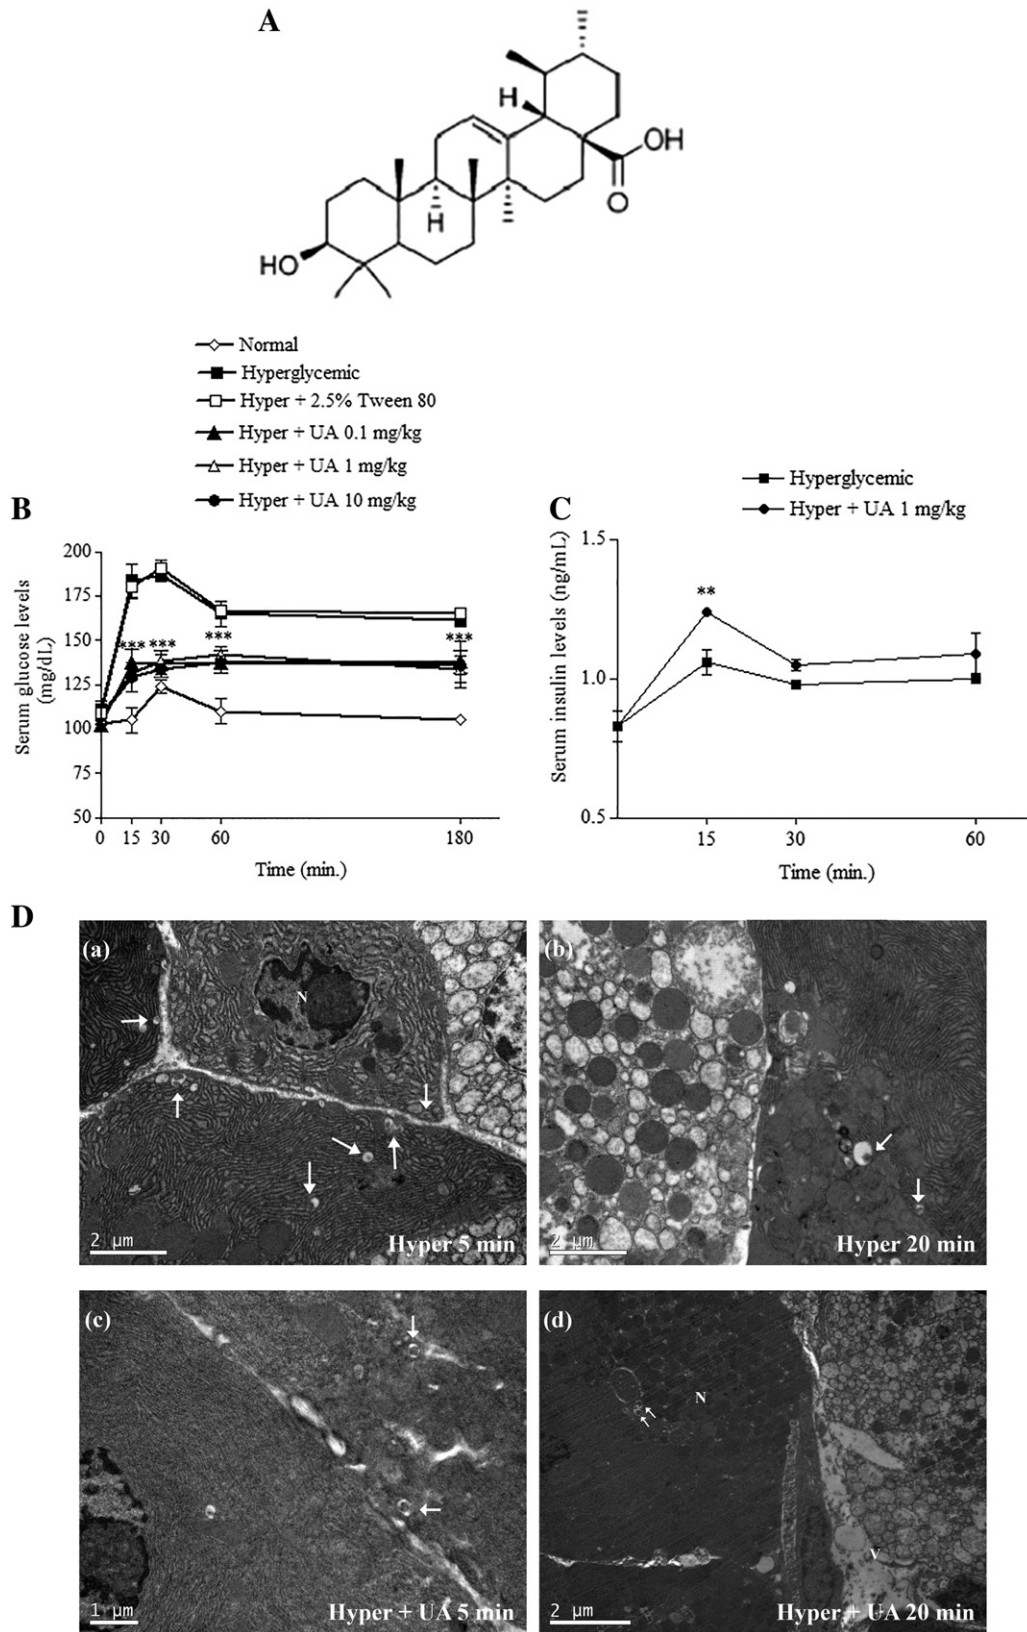 A
H
OH
O
H
HO
Normal
Hyperglycemic
Hyper + 2.5% Tween 80
Hyper + UA 0.1 mg/kg
Hyper + UA 1 mg/kg
Hyper + UA 10 mg/kg
B
Serum glucose levels
(mg/dL)
200
175
150
125
100
75
50
*** *** *** ***
0 15 30 60 180
Time (min.)
C
Hyperglycemic
Hyper + UA 1 mg/kg
Serum insulin levels (ng/mL)
1.5
1.0
0.5
**
15 30 60
Time (min.)
D
(a)
N
2 µm
Hyper 5 min
(b)
2 µm
Hyper 20 min
(c)
1 µm
Hyper + UA 5 min
(d)
N
V
2 µm
Hyper + UA 20 min